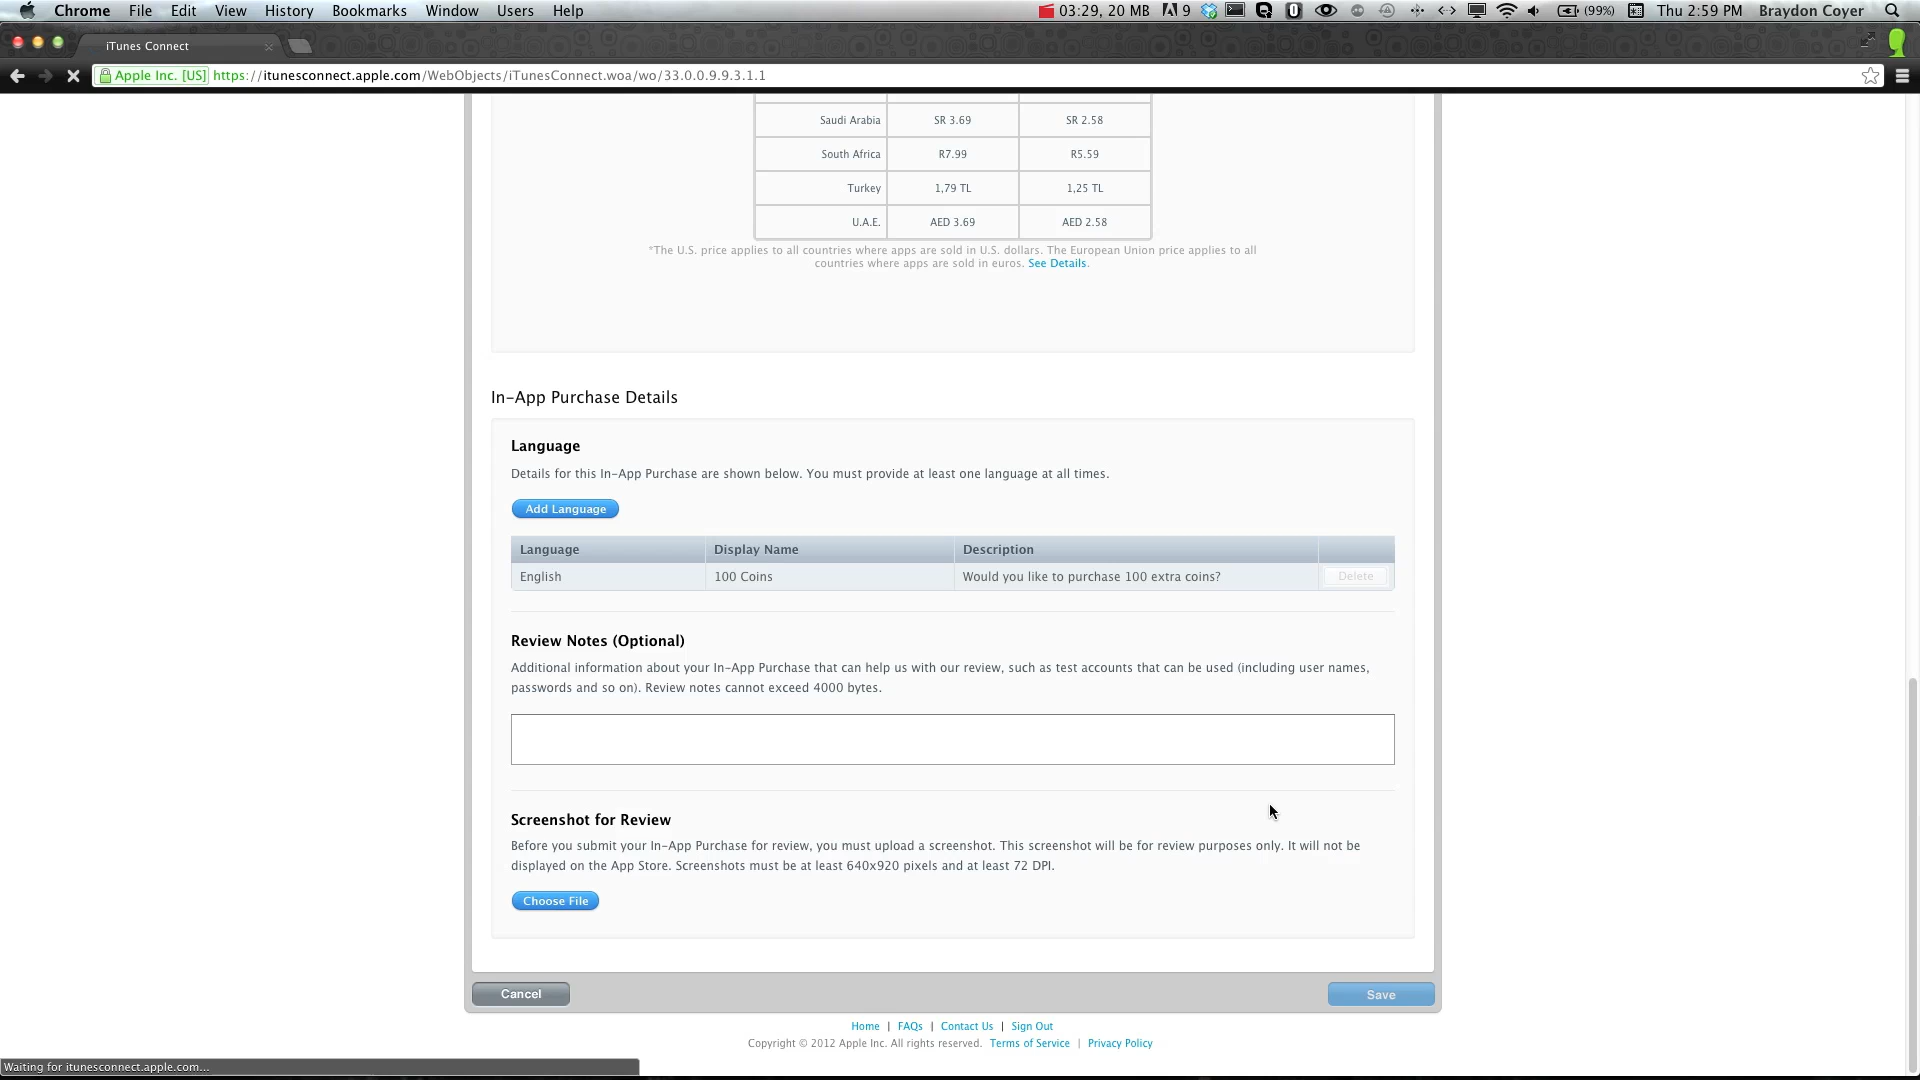 Chrome File Edit View History Bookmarks Window Users Help 03:29, 20 MB 9 (99%) Thu 2:59 PM Braydon Coyer
iTunes Connect
Apple Inc. [US] https://itunesconnect.apple.com/WebObjects/iTunesConnect.woa/wo/33.0.0.9.9.3.1.1
Saudi Arabia SR 3.69 SR 2.58
South Africa R7.99 R5.59
Turkey 1,79 TL 1,25 TL
U.A.E. AED 3.69 AED 2.58
*The U.S. price applies to all countries where apps are sold in U.S. dollars. The European Union price applies to all
countries where apps are sold in euros. See Details.
In-App Purchase Details
Language
Details for this In-App Purchase are shown below. You must provide at least one language at all times.
Add Language
Language Display Name Description
English 100 Coins Would you like to purchase 100 extra coins? Delete
Review Notes (Optional)
Additional information about your In-App Purchase that can help us with our review, such as test accounts that can be used (including user names,
passwords and so on). Review notes cannot exceed 4000 bytes.
Screenshot for Review
Before you submit your In-App Purchase for review, you must upload a screenshot. This screenshot will be for review purposes only. It will not be
displayed on the App Store. Screenshots must be at least 640x920 pixels and at least 72 DPI.
Choose File
Cancel Save
Home | FAQs | Contact Us | Sign Out
Copyright © 2012 Apple Inc. All rights reserved. Terms of Service | Privacy Policy
Waiting for itunesconnect.apple.com...